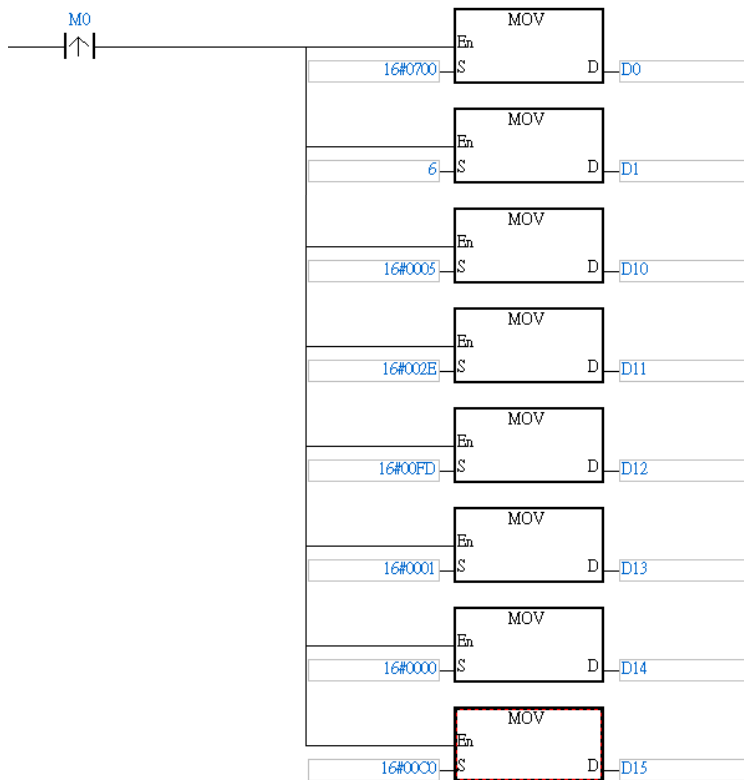 M0
MOV
En
16#0700 S D D0
MOV
En
6 S D D1
MOV
En
16#0005 S D D10
MOV
En
16#002E S D D11
MOV
En
16#00FD S D D12
MOV
En
16#0001 S D D13
MOV
En
16#0000 S D D14
MOV
En
16#00C0 S D D15